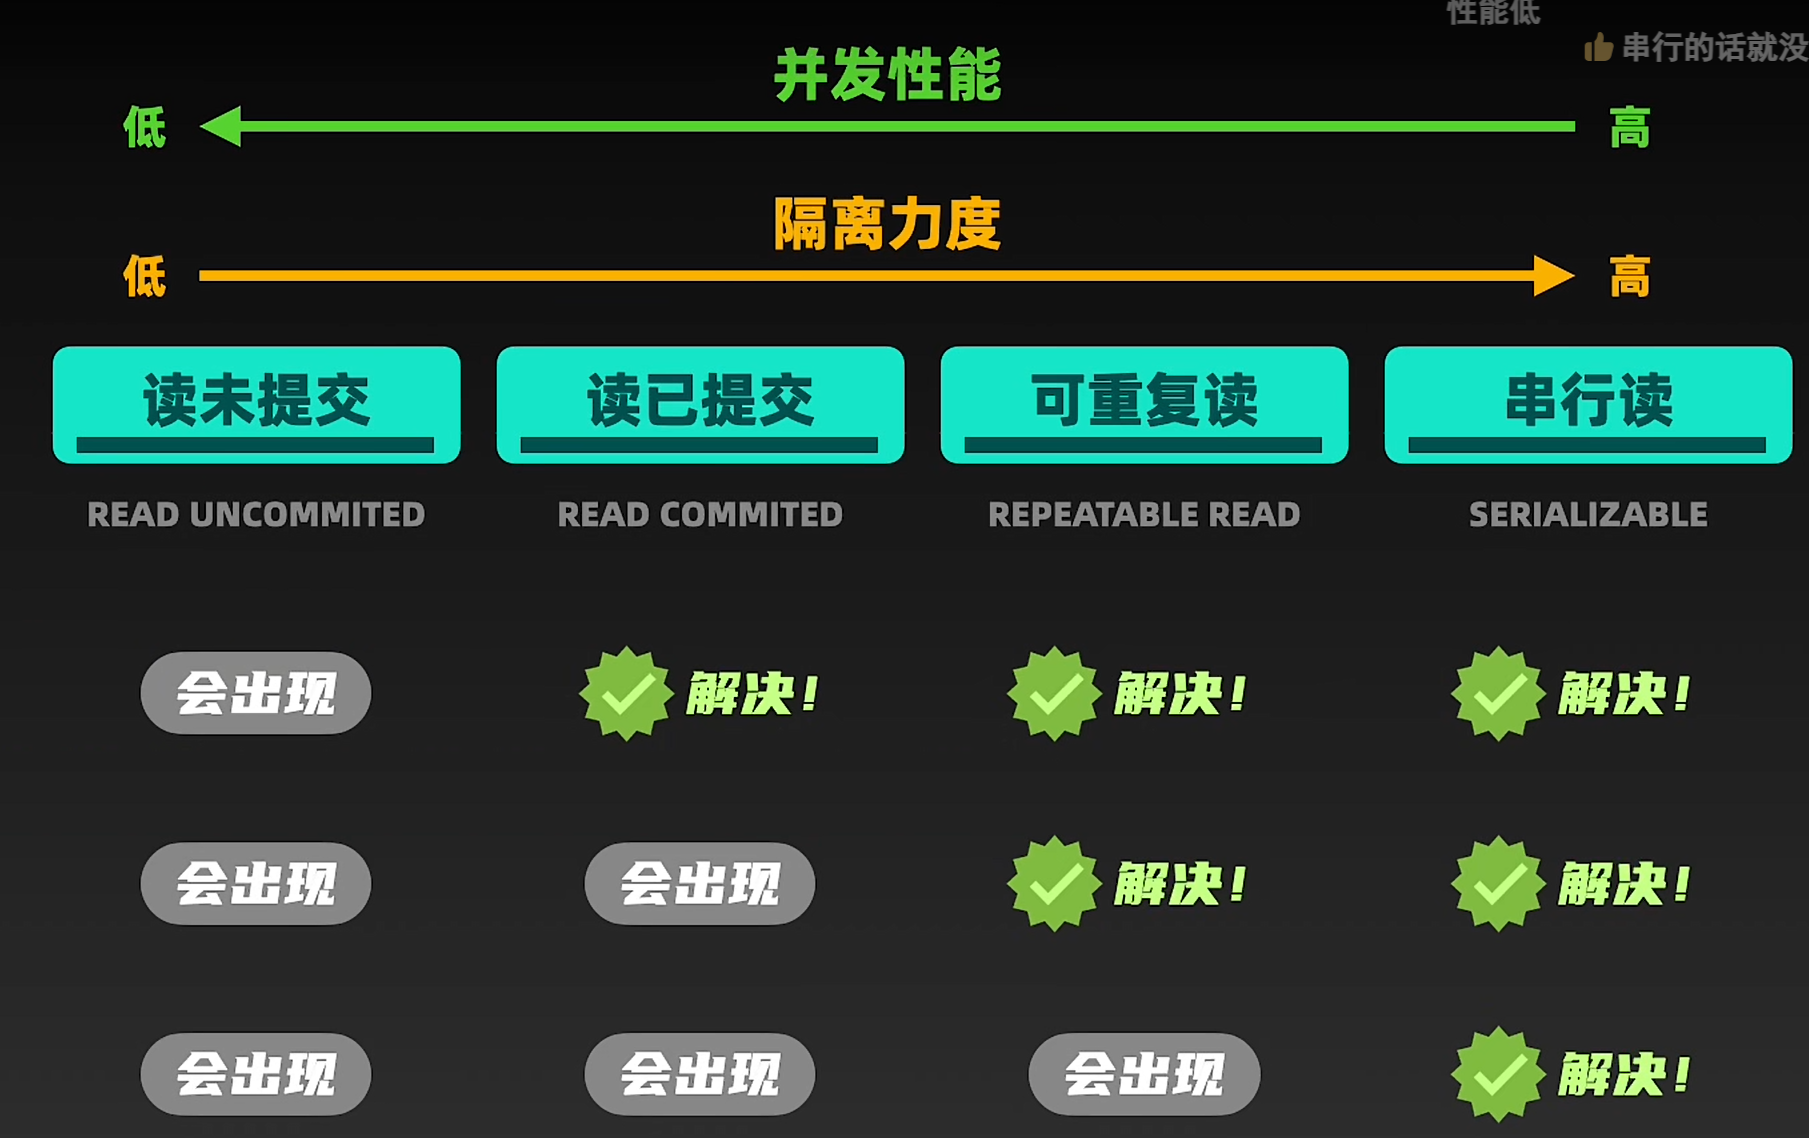 性能低
串行的话就没
并发性能
低 高
隔离力度
低 高
读未提交 读已提交 可重复读 串行读
READ UNCOMMITED READ COMMITED REPEATABLE READ SERIALIZABLE
会出现 解决! 解决! 解决!
会出现 会出现 解决! 解决!
会出现 会出现 会出现 解决!